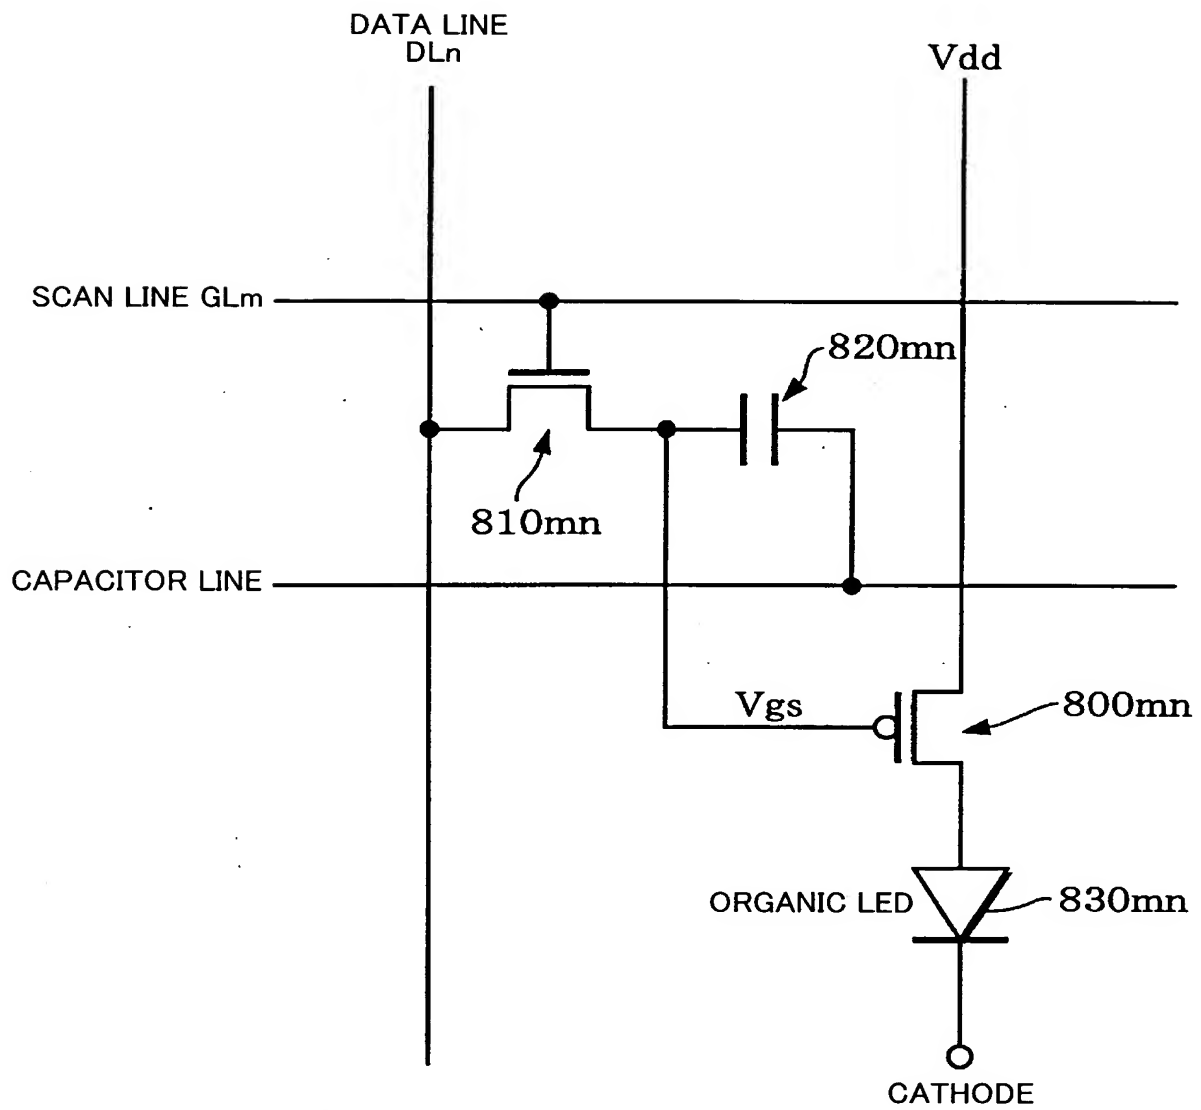 DATA LINE
DLn
Vdd
SCAN LINE GLm
820mn
810mn
CAPACITOR LINE
Vgs
800mn
ORGANIC LED
830mn
CATHODE